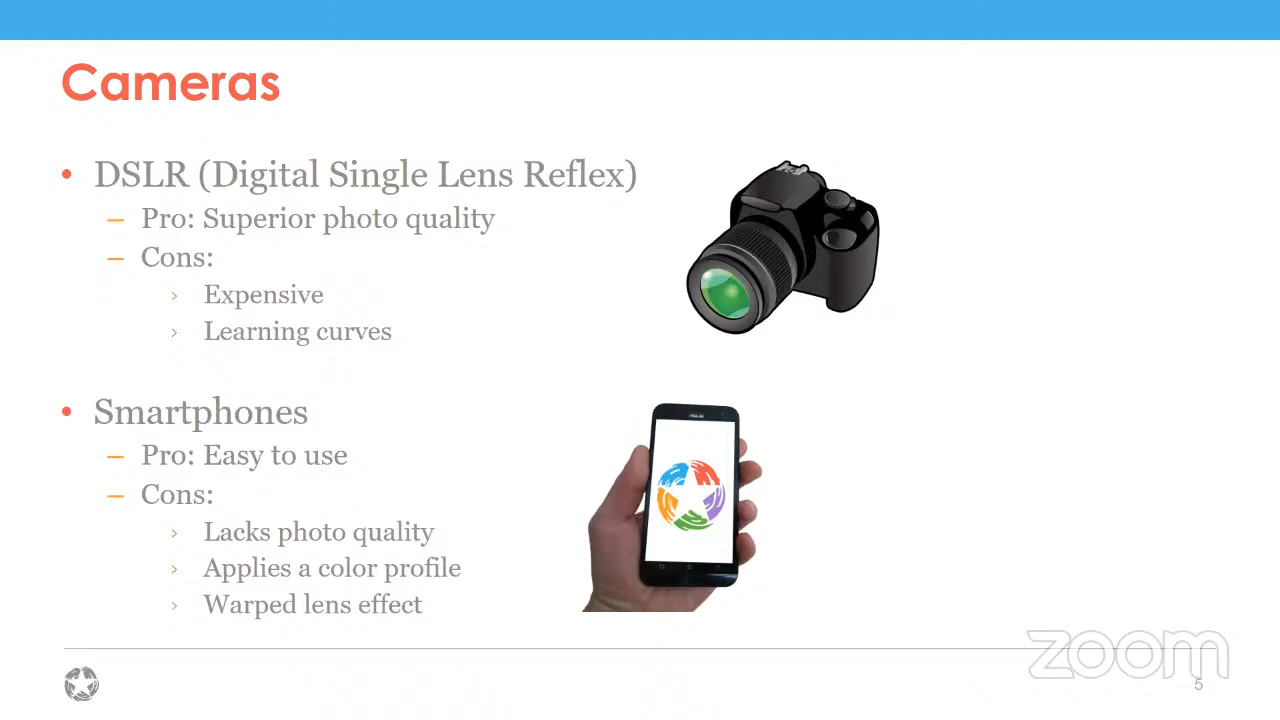 Cameras
• DSLR (Digital Single Lens Reflex)
– Pro: Superior photo quality
– Cons:
› Expensive
› Learning curves
• Smartphones
– Pro: Easy to use
– Cons:
› Lacks photo quality
› Applies a color profile
› Warped lens effect
ASUS
zoom
5